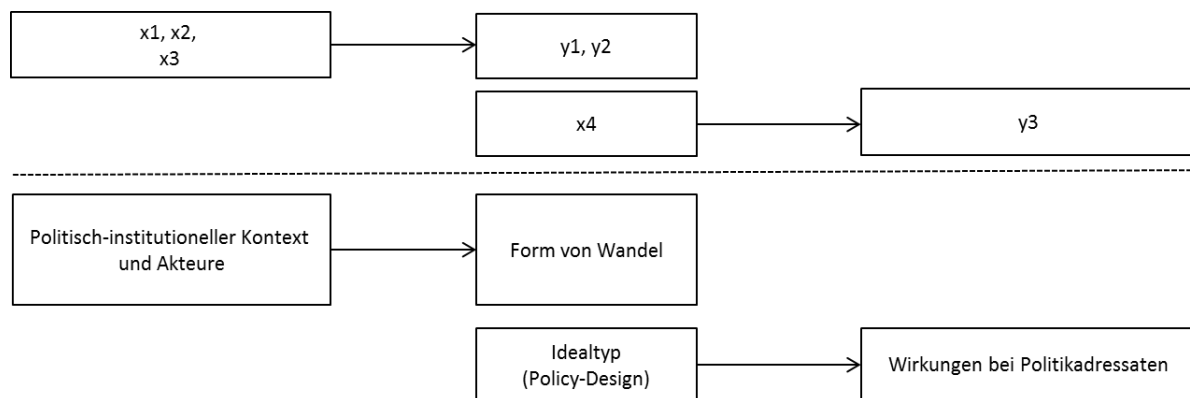 x1, x2,
x3
y1, y2
x4
y3
Politisch-institutioneller Kontext
und Akteure
Form von Wandel
Idealtyp
(Policy-Design)
Wirkungen bei Politikadressaten